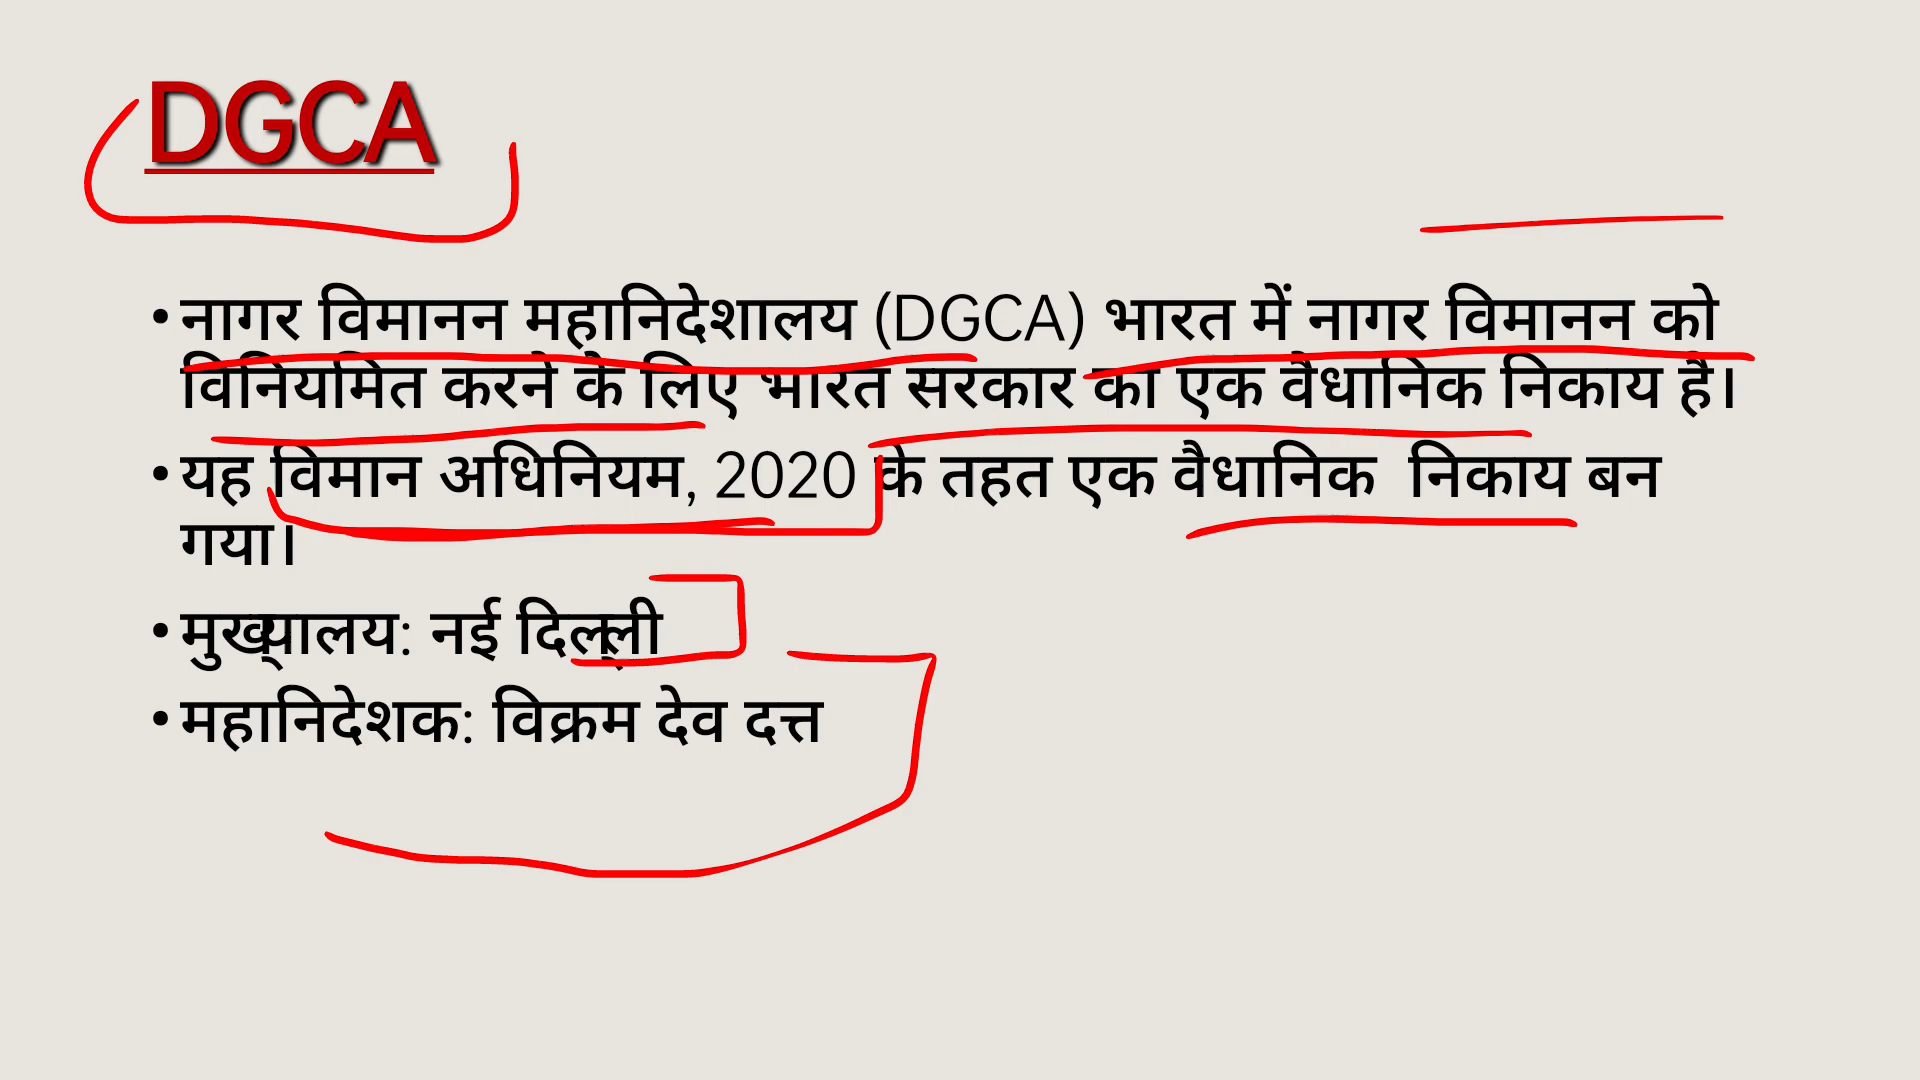 DGCA
• नागर विमानन महानिदेशालय (DGCA) भारत में नागर विमानन को
विनियमित करने के लिए भारत सरकार का एक वैधानिक निकाय है।
• यह विमान अधिनियम, 2020 के तहत एक वैधानिक निकाय बन
गया।
• मुख्यालय: नई दिल्ली
• महानिदेशक: विक्रम देव दत्त